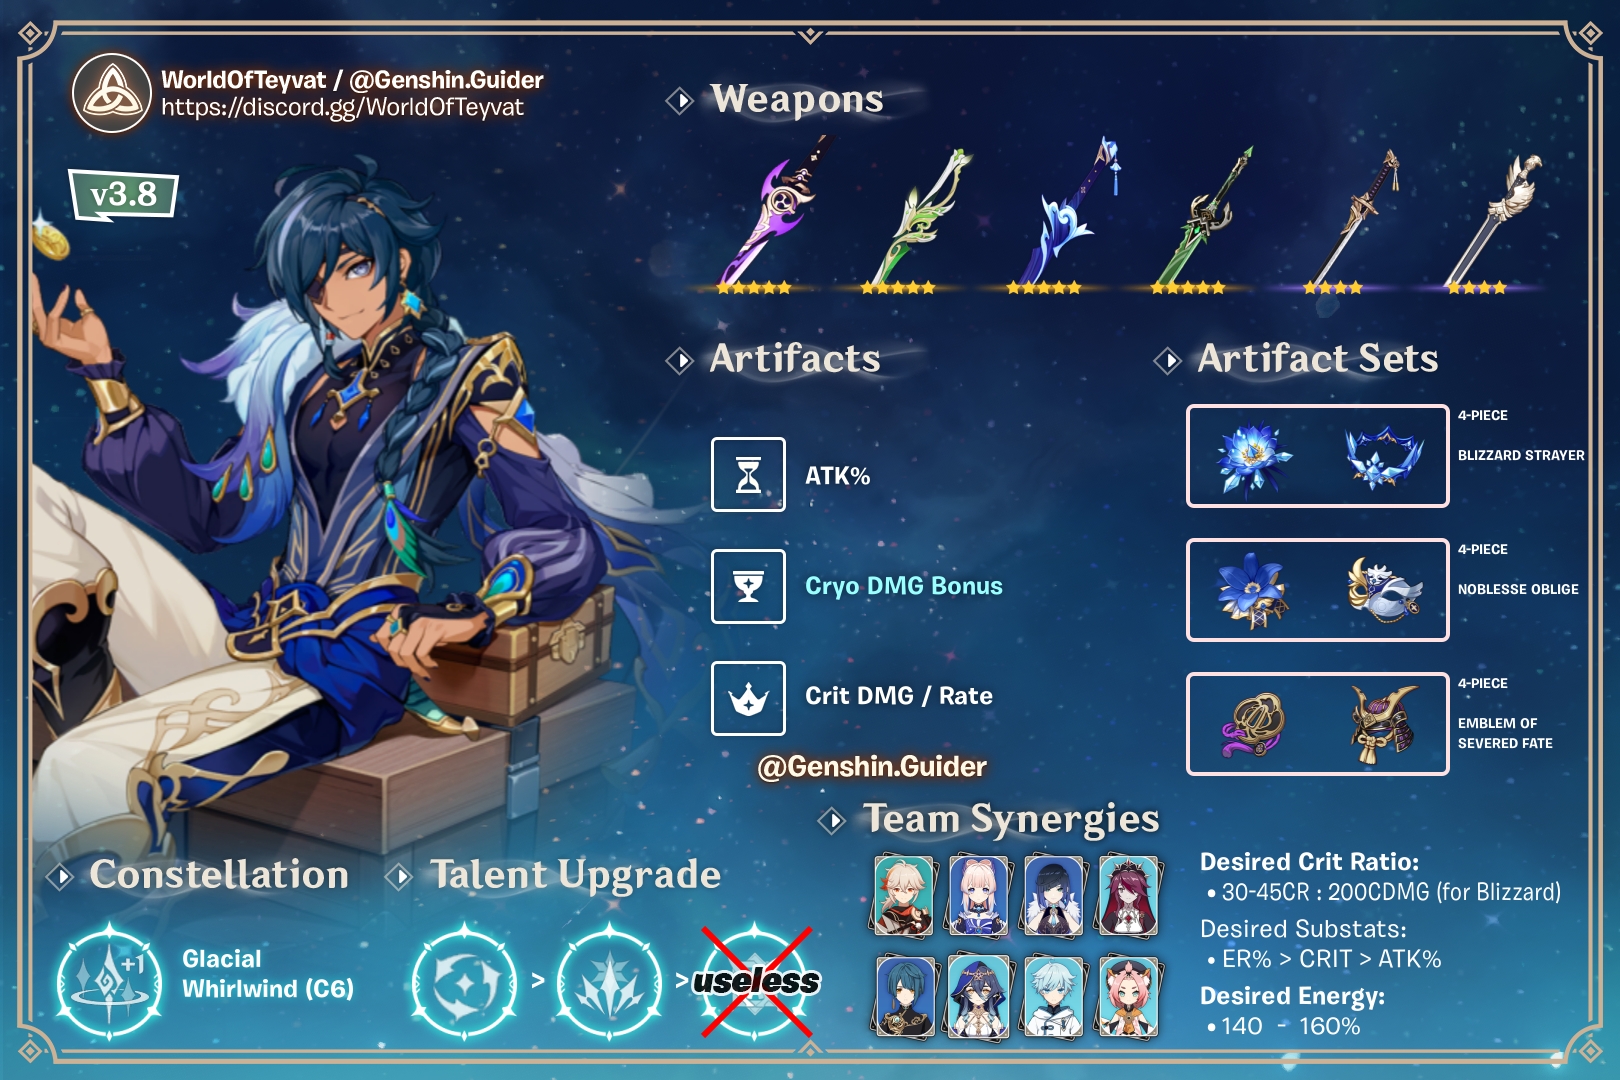 WorldOfTeyvat / @Genshin.Guider
https://discord.gg/WorldOfTeyvat
v3.8
Weapons
Artifacts
ATK%
Cryo DMG Bonus
Crit DMG / Rate
@Genshin.Guider
Artifact Sets
4-PIECE
BLIZZARD STRAYER
4-PIECE
NOBLESSE OBLIGE
4-PIECE
EMBLEM OF
SEVERED FATE
Constellation
+1
Glacial
Whirlwind (C6)
Talent Upgrade
> > useless
Team Synergies
Desired Crit Ratio:
• 30-45CR : 200CDMG (for Blizzard)
Desired Substats:
• ER% > CRIT > ATK%
Desired Energy:
• 140 - 160%